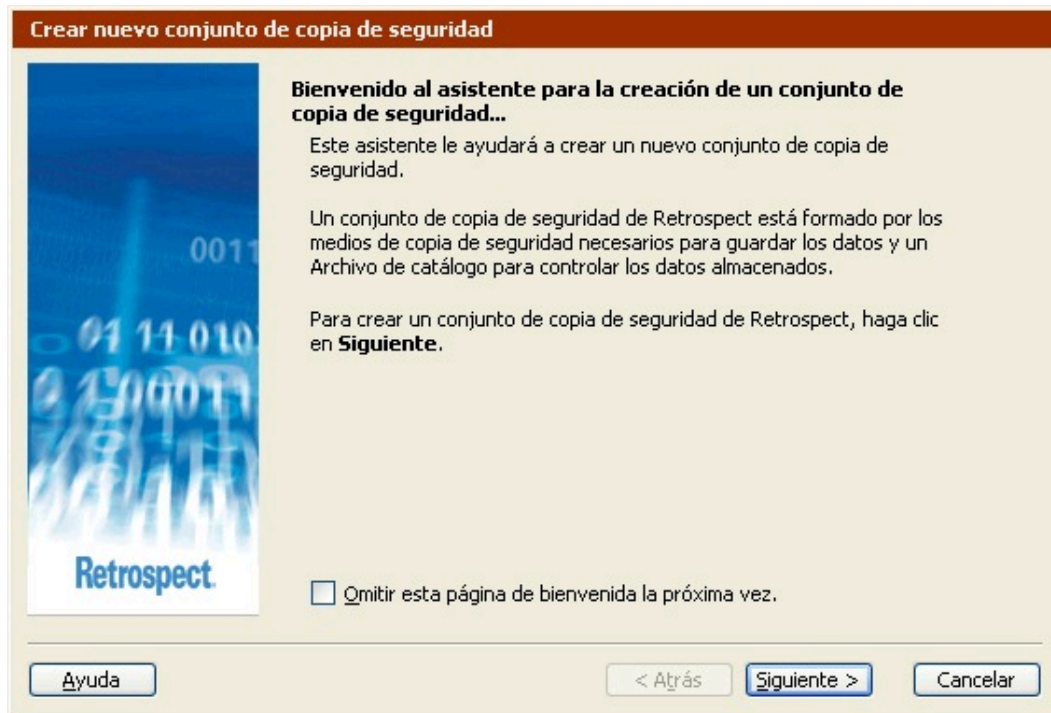 Crear nuevo conjunto de copia de seguridad
Bienvenido al asistente para la creación de un conjunto de
copia de seguridad...
Este asistente le ayudará a crear un nuevo conjunto de copia de
seguridad.
Un conjunto de copia de seguridad de Retrospect está formado por los
medios de copia de seguridad necesarios para guardar los datos y un
Archivo de catálogo para controlar los datos almacenados.
Para crear un conjunto de copia de seguridad de Retrospect, haga clic
en Siguiente.
0011
01 11 010
Retrospect.
Omitir esta página de bienvenida la próxima vez.
Ayuda
< Atrás
Siguiente >
Cancelar